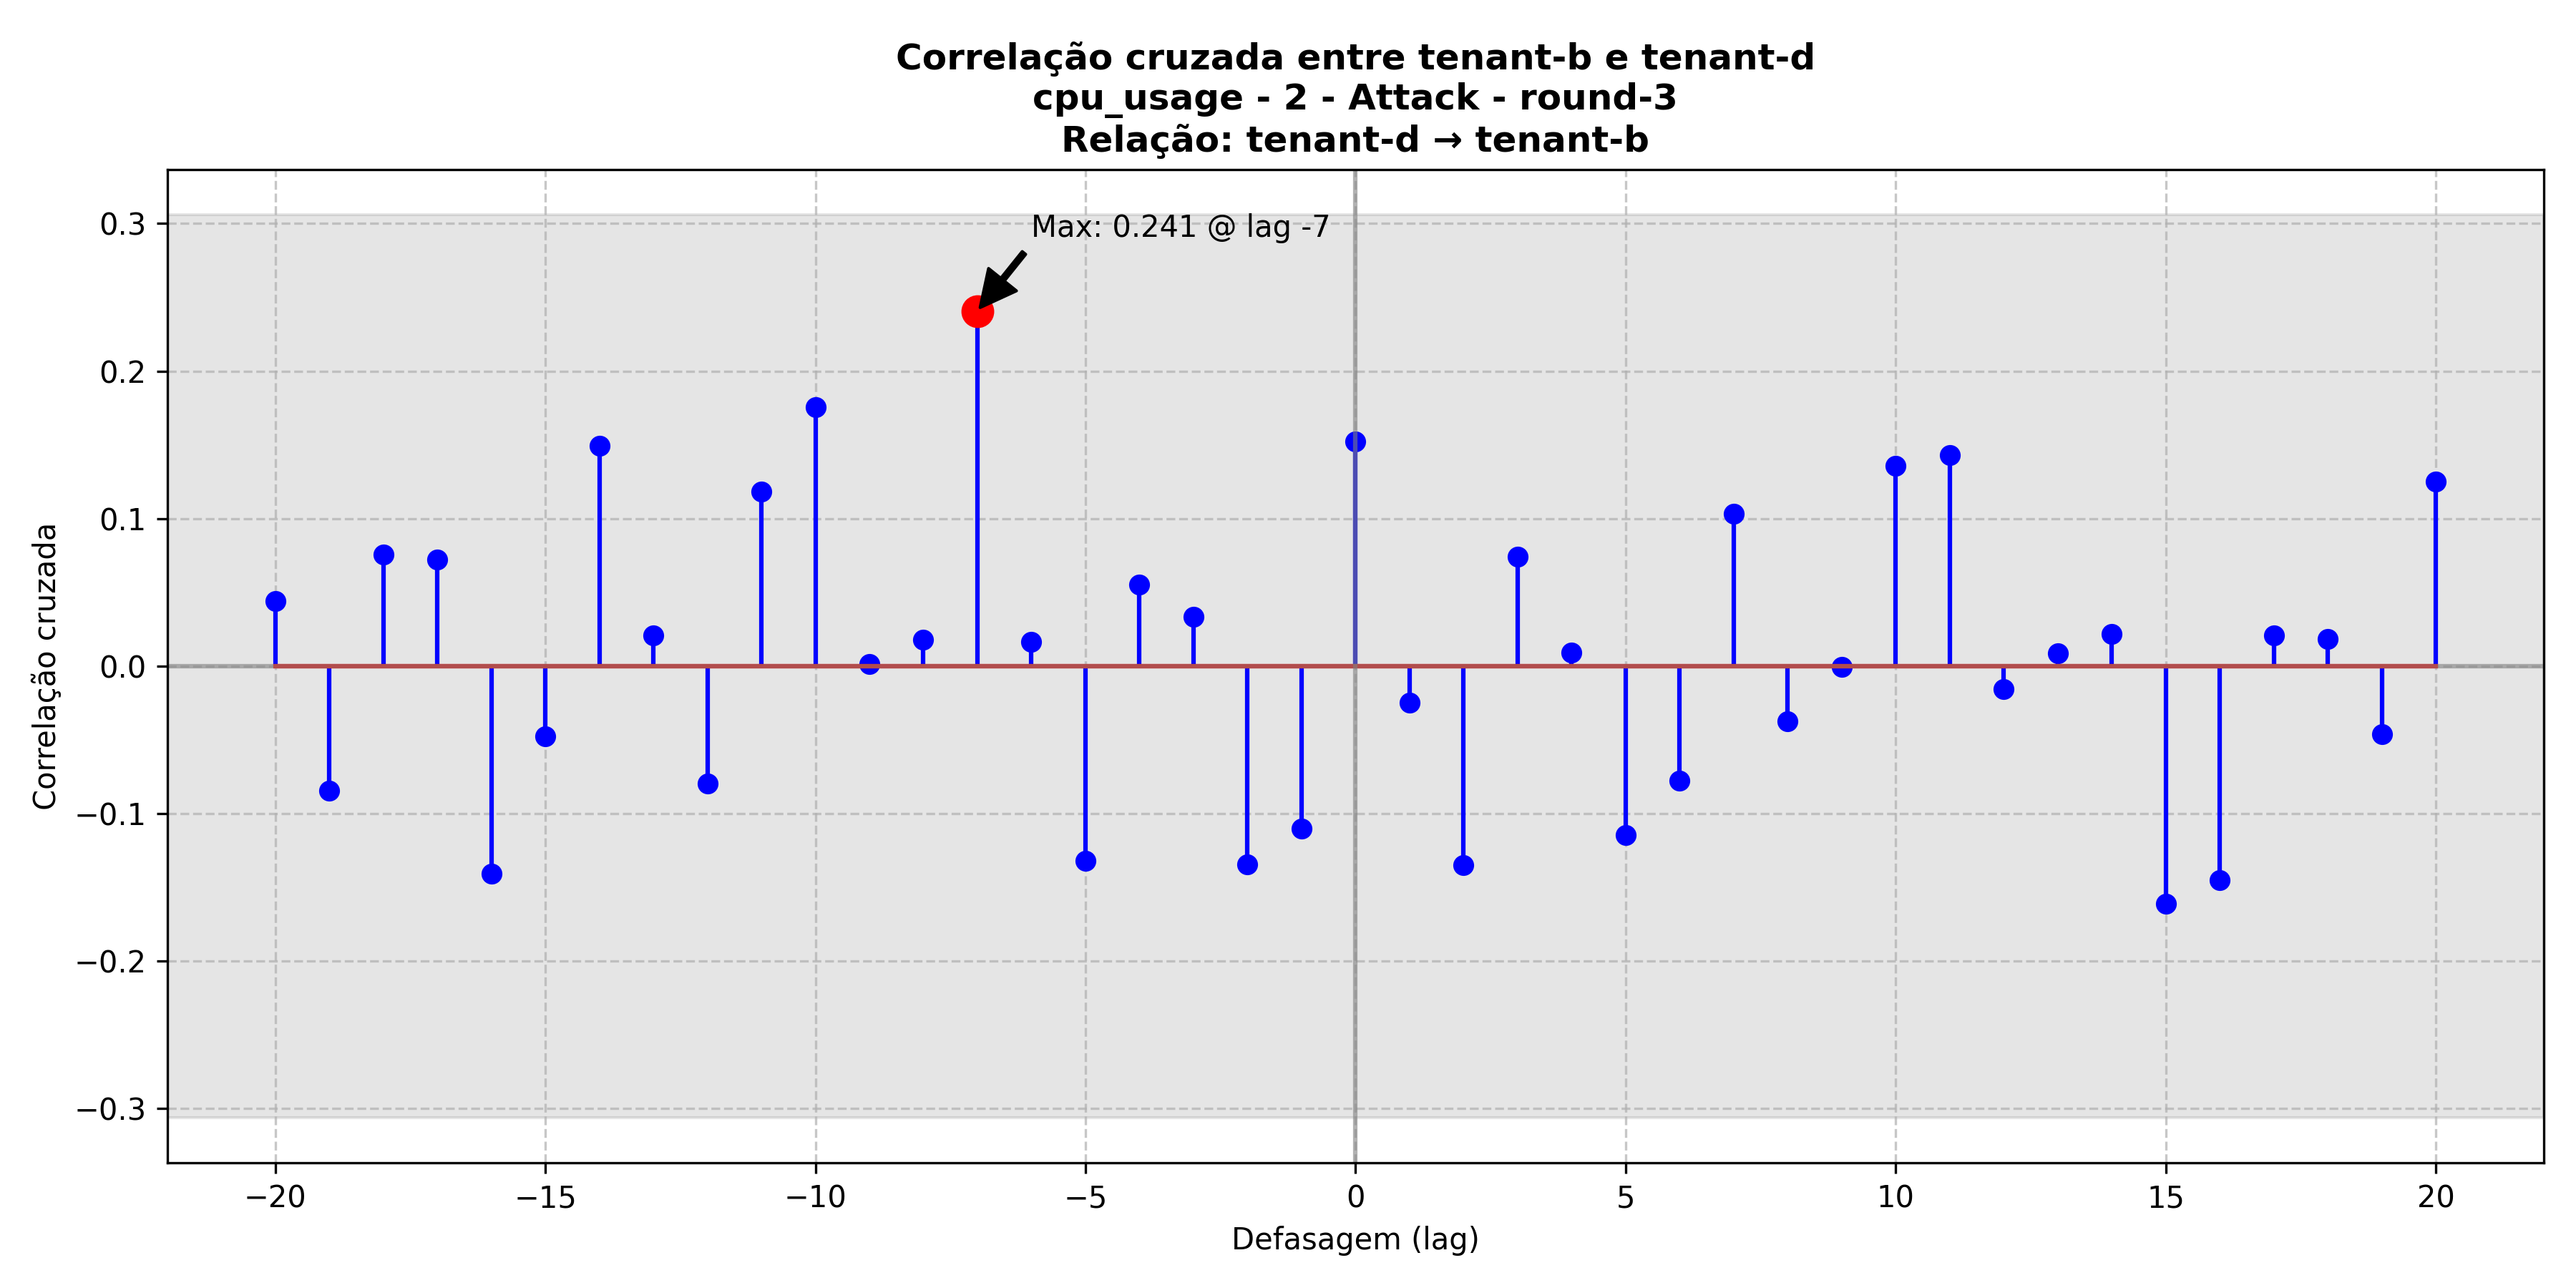 Correlação cruzada entre tenant-b e tenant-d
cpu_usage - 2 - Attack - round-3
Relação: tenant-d → tenant-b
Max: 0.241 @ lag -7
Correlação cruzada
0.3
0.2
0.1
0.0
−0.1
−0.2
−0.3
−20
−15
−10
−5
0
5
10
15
20
Defasagem (lag)